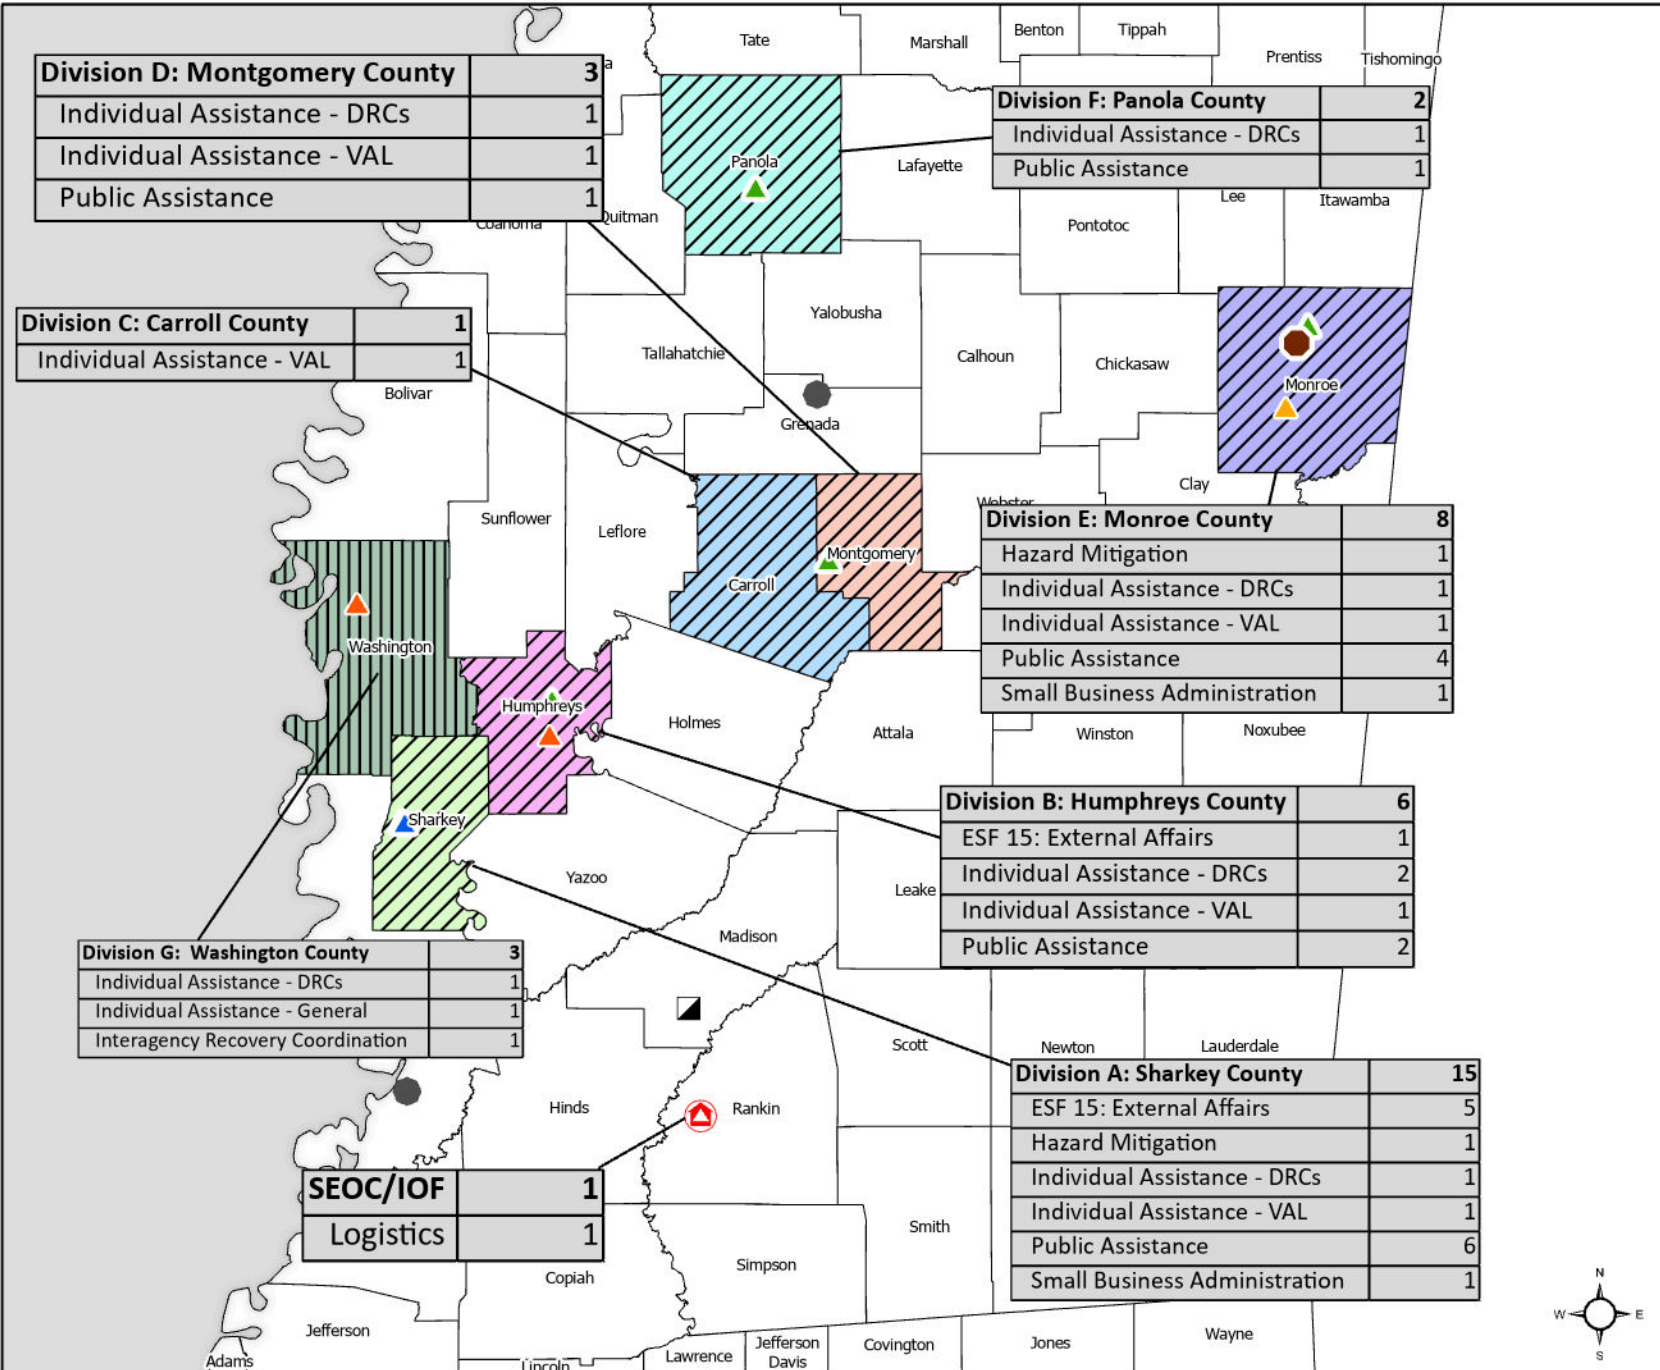 Tate
Marshall
Benton
Tippah
Prentiss
Tishomingo
a
Division D: Montgomery County 3
Individual Assistance - DRCs 1
Individual Assistance - VAL 1
Public Assistance 1
Division F: Panola County 2
Individual Assistance - DRCs 1
Public Assistance 1
Panola
Lafayette
Lee
Itawamba
Coahoma
Quitman
Pontotoc
Division C: Carroll County 1
Individual Assistance - VAL 1
Yalobusha
Tallahatchie
Calhoun
Chickasaw
Monroe
Bolivar
Grenada
Clay
Webster
Sunflower
Leflore
Montgomery
Carroll
Division E: Monroe County 8
Hazard Mitigation 1
Individual Assistance - DRCs 1
Individual Assistance - VAL 1
Public Assistance 4
Small Business Administration 1
Washington
Humphreys
Holmes
Attala
Winston
Noxubee
Division B: Humphreys County 6
ESF 15: External Affairs 1
Individual Assistance - DRCs 2
Individual Assistance - VAL 1
Public Assistance 2
Sharkey
Yazoo
Leake
Madison
Division G: Washington County 3
Individual Assistance - DRCs 1
Individual Assistance - General 1
Interagency Recovery Coordination 1
Scott
Newton
Lauderdale
Division A: Sharkey County 15
ESF 15: External Affairs 5
Hazard Mitigation 1
Individual Assistance - DRCs 1
Individual Assistance - VAL 1
Public Assistance 6
Small Business Administration 1
Hinds
Rankin
SEOC/IOF 1
Logistics 1
Smith
Simpson
Copiah
Jefferson
Adams
Lincoln
Lawrence
Jefferson
Davis
Covington
Jones
Wayne
N
W
E
S